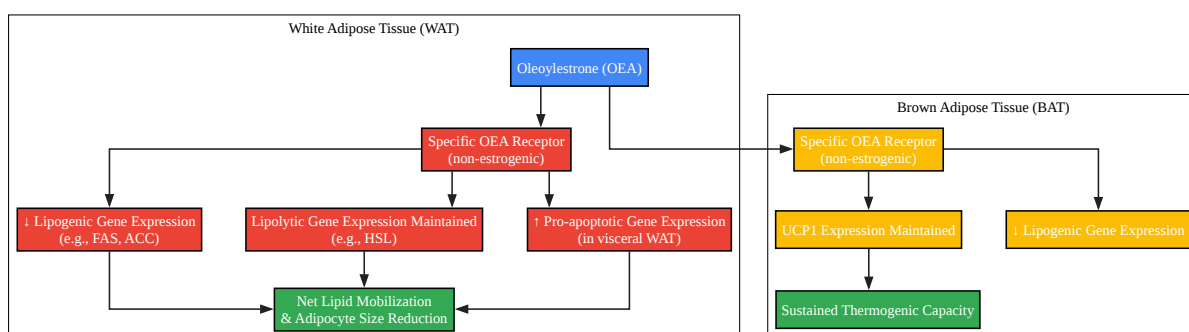 White Adipose Tissue (WAT)
Oleoylestrone (OEA)
Specific OEA Receptor
(non-estrogenic)
↓ Lipogenic Gene Expression
(e.g., FAS, ACC)
Lipolytic Gene Expression Maintained
(e.g., HSL)
↑ Pro-apoptotic Gene Expression
(in visceral WAT)
Net Lipid Mobilization
& Adipocyte Size Reduction
Brown Adipose Tissue (BAT)
Specific OEA Receptor
(non-estrogenic)
UCP1 Expression Maintained
↓ Lipogenic Gene Expression
Sustained Thermogenic Capacity